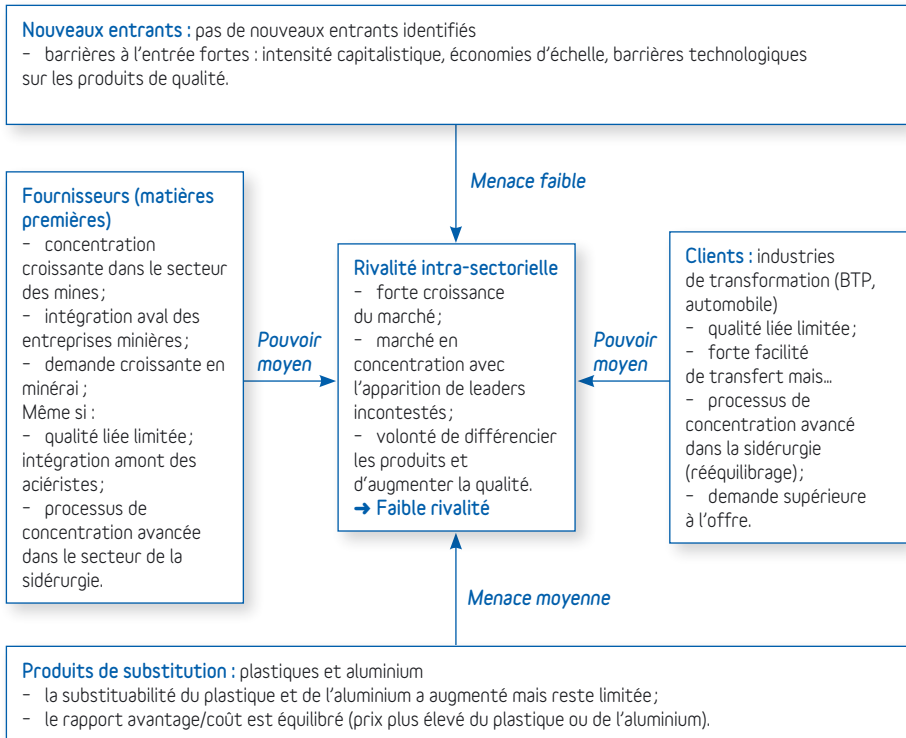 Nouveaux entrants : pas de nouveaux entrants identifiés
- barrières à l'entrée fortes : intensité capitalistique, économies d'échelle, barrières technologiques
sur les produits de qualité.
Menace faible
Fournisseurs (matières
premières)
- concentration
croissante dans le secteur
des mines ;
- intégration aval des
entreprises minières ;
- demande croissante en
minérai ;
Même si :
- qualité liée limitée ;
intégration amont des
aciéristes ;
- processus de
concentration avancée
dans le secteur de la
sidérurgie.
Pouvoir
moyen
Rivalité intra-sectorielle
- forte croissance
du marché ;
- marché en
concentration avec
l'apparition de leaders
incontestés ;
- volonté de différencier
les produits et
d'augmenter la qualité.
➜ Faible rivalité
Pouvoir
moyen
Clients : industries
de transformation (BTP,
automobile)
- qualité liée limitée ;
- forte facilité
de transfert mais…
- processus de
concentration avancé
dans la sidérurgie
(rééquilibrage) ;
- demande supérieure
à l'offre.
Menace moyenne
Produits de substitution : plastiques et aluminium
- la substituabilité du plastique et de l'aluminium a augmenté mais reste limitée ;
- le rapport avantage/coût est équilibré (prix plus élevé du plastique ou de l'aluminium).